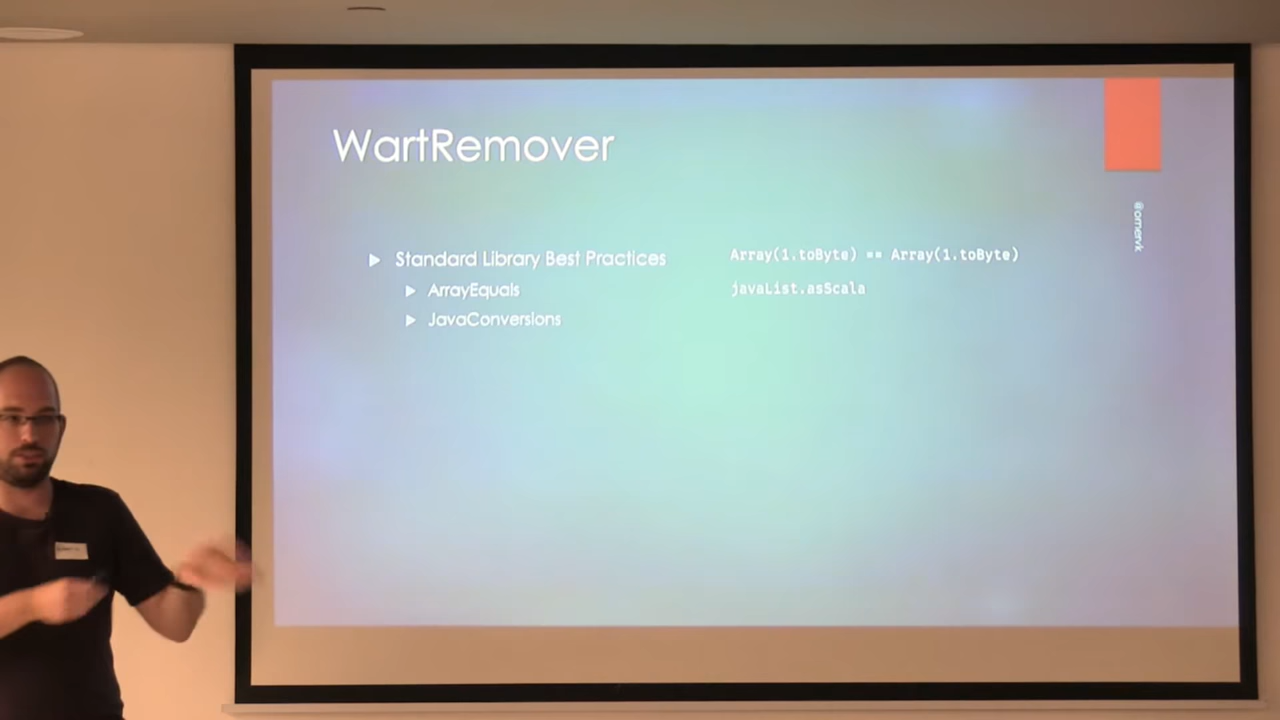 WartRemover
Standard Library Best Practices
ArrayEquals
JavaConversions
Array(1.toByte) == Array(1.toByte)
javaList.asScala
@omervk